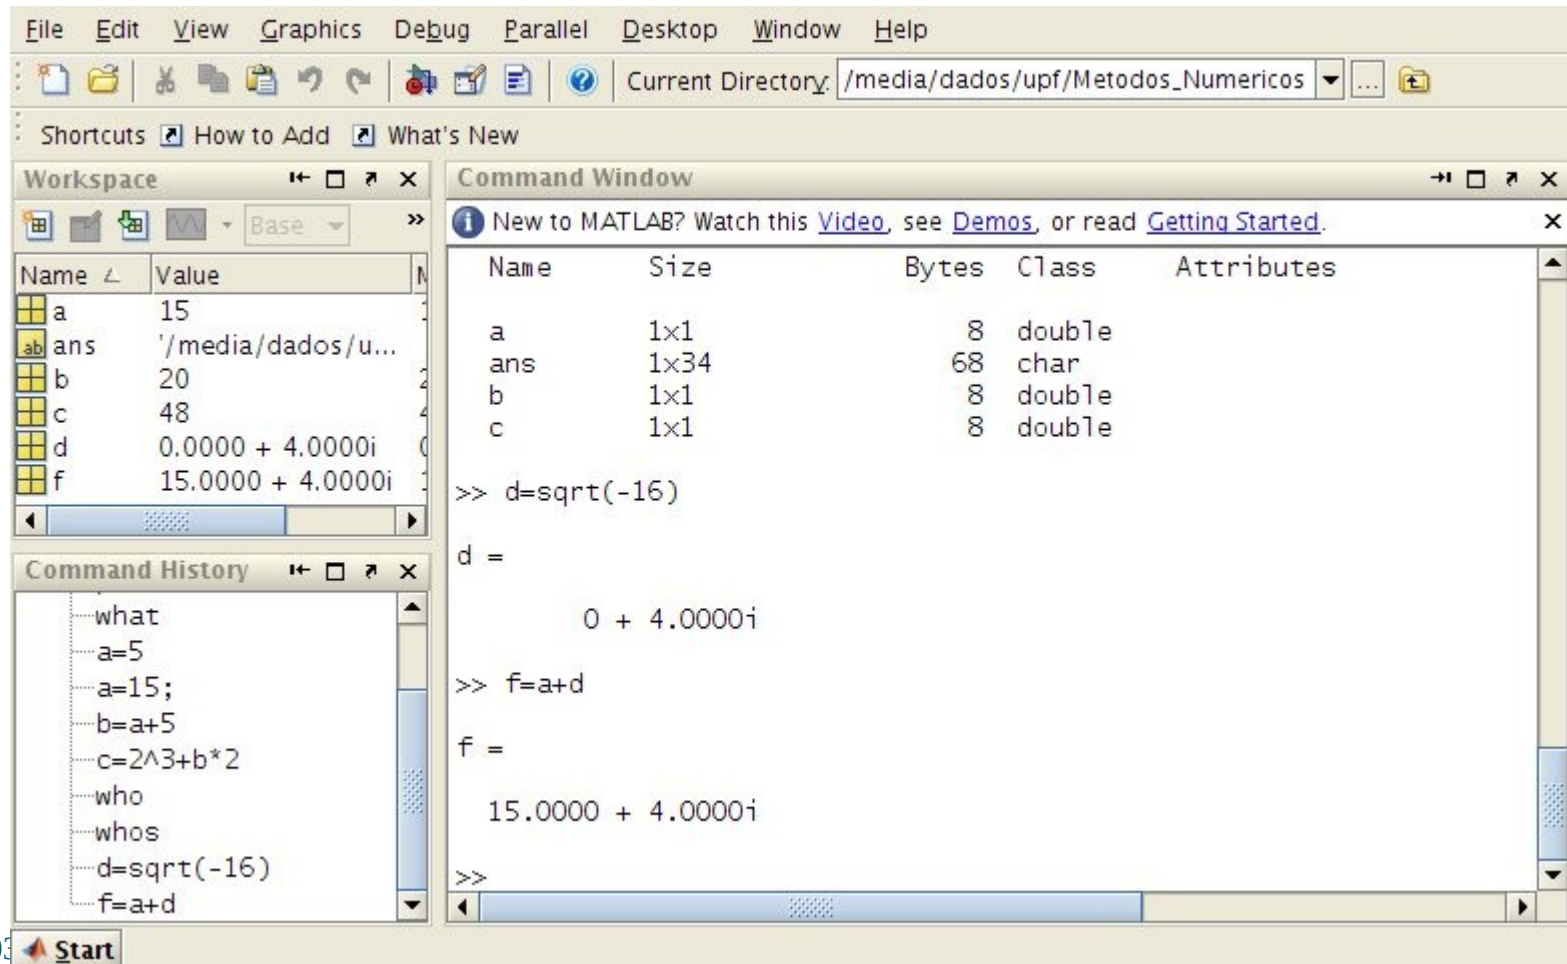 File Edit View Graphics Debug Parallel Desktop Window Help
Current Directory: /media/dados/upf/Metodos_Numericos ...
Shortcuts How to Add What's New
Workspace
Base »
Name Value
a 15
ab ans '/media/dados/u...
b 20
c 48
d 0.0000 + 4.0000i
f 15.0000 + 4.0000i
Command History
what
a=5
a=15;
b=a+5
c=2^3+b*2
who
whos
d=sqrt(-16)
f=a+d
Command Window
New to MATLAB? Watch this Video, see Demos, or read Getting Started.
Name Size Bytes Class Attributes
a 1x1 8 double
ans 1x34 68 char
b 1x1 8 double
c 1x1 8 double
>> d=sqrt(-16)
d =
0 + 4.0000i
>> f=a+d
f =
15.0000 + 4.0000i
>>
Start